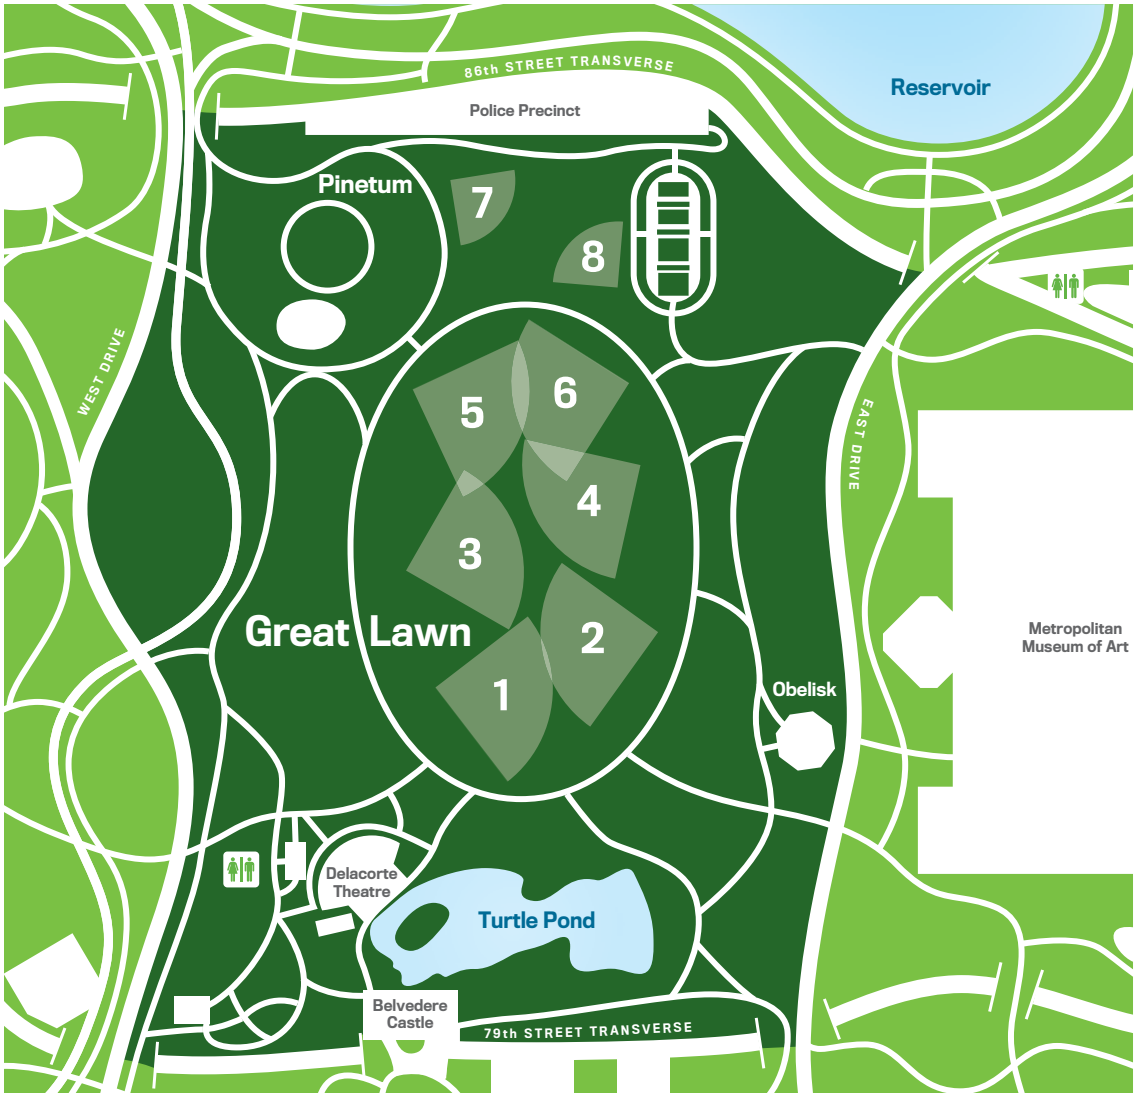 86th STREET TRANSVERSE
Reservoir
Police Precinct
Pinetum
7
8
WEST DRIVE
5
6
EAST DRIVE
4
3
Great Lawn
2
Metropolitan
Museum of Art
1
Obelisk
Delacorte
Theatre
Turtle Pond
Belvedere
Castle
79th STREET TRANSVERSE